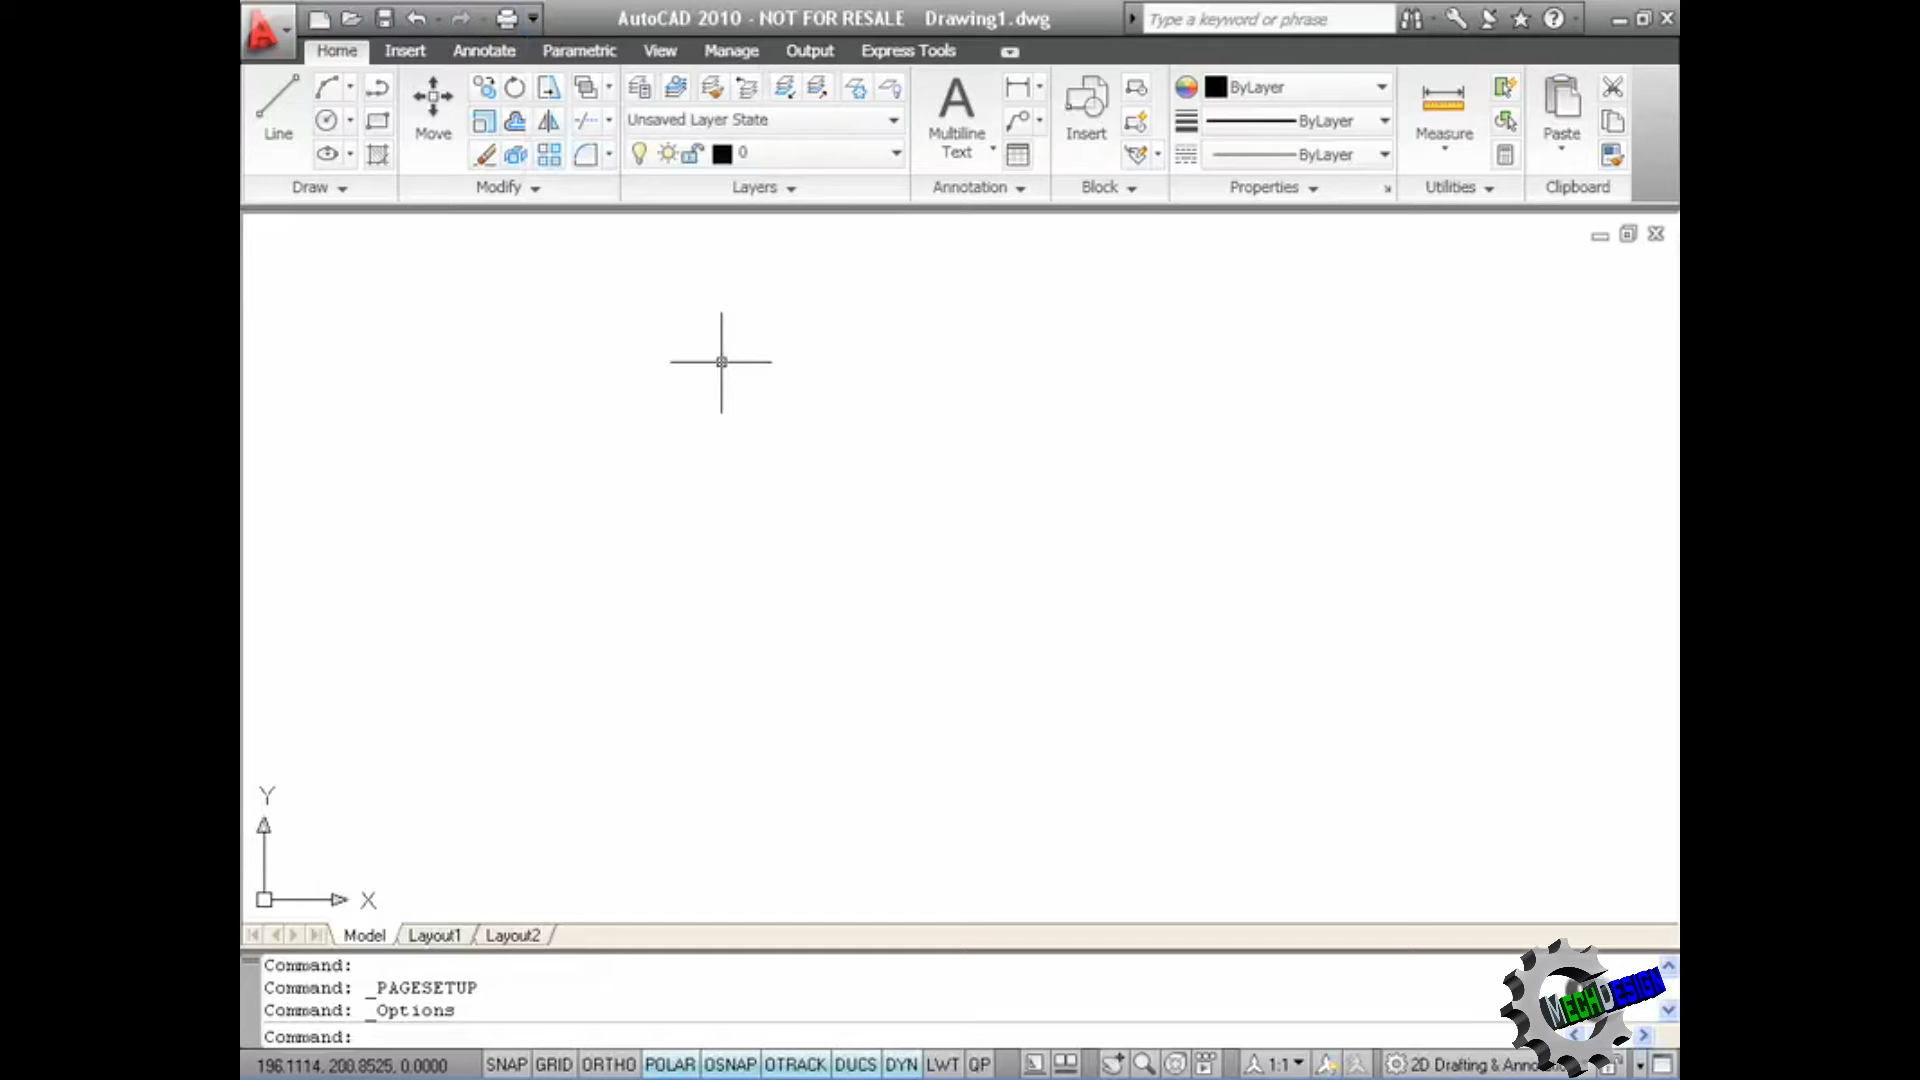 AutoCAD 2010 - NOT FOR RESALE Drawing1.dwg
Type a keyword or phrase
Home Insert Annotate Parametric View Manage Output Express Tools
Line
Move
Unsaved Layer State
0
Multiline
Text
Insert
ByLayer
ByLayer
ByLayer
Measure
Paste
Draw Modify Layers Annotation Block Properties Utilities Clipboard
Y
X
Model Layout1 Layout2
Command:
Command: _PAGESETUP
Command: _Options
Command:
MECHDESIGN
196.1114, 200.8525, 0.0000 SNAP GRID ORTHO POLAR OSNAP OTRACK DUCS DYN LWT QP 1:1 2D Drafting &